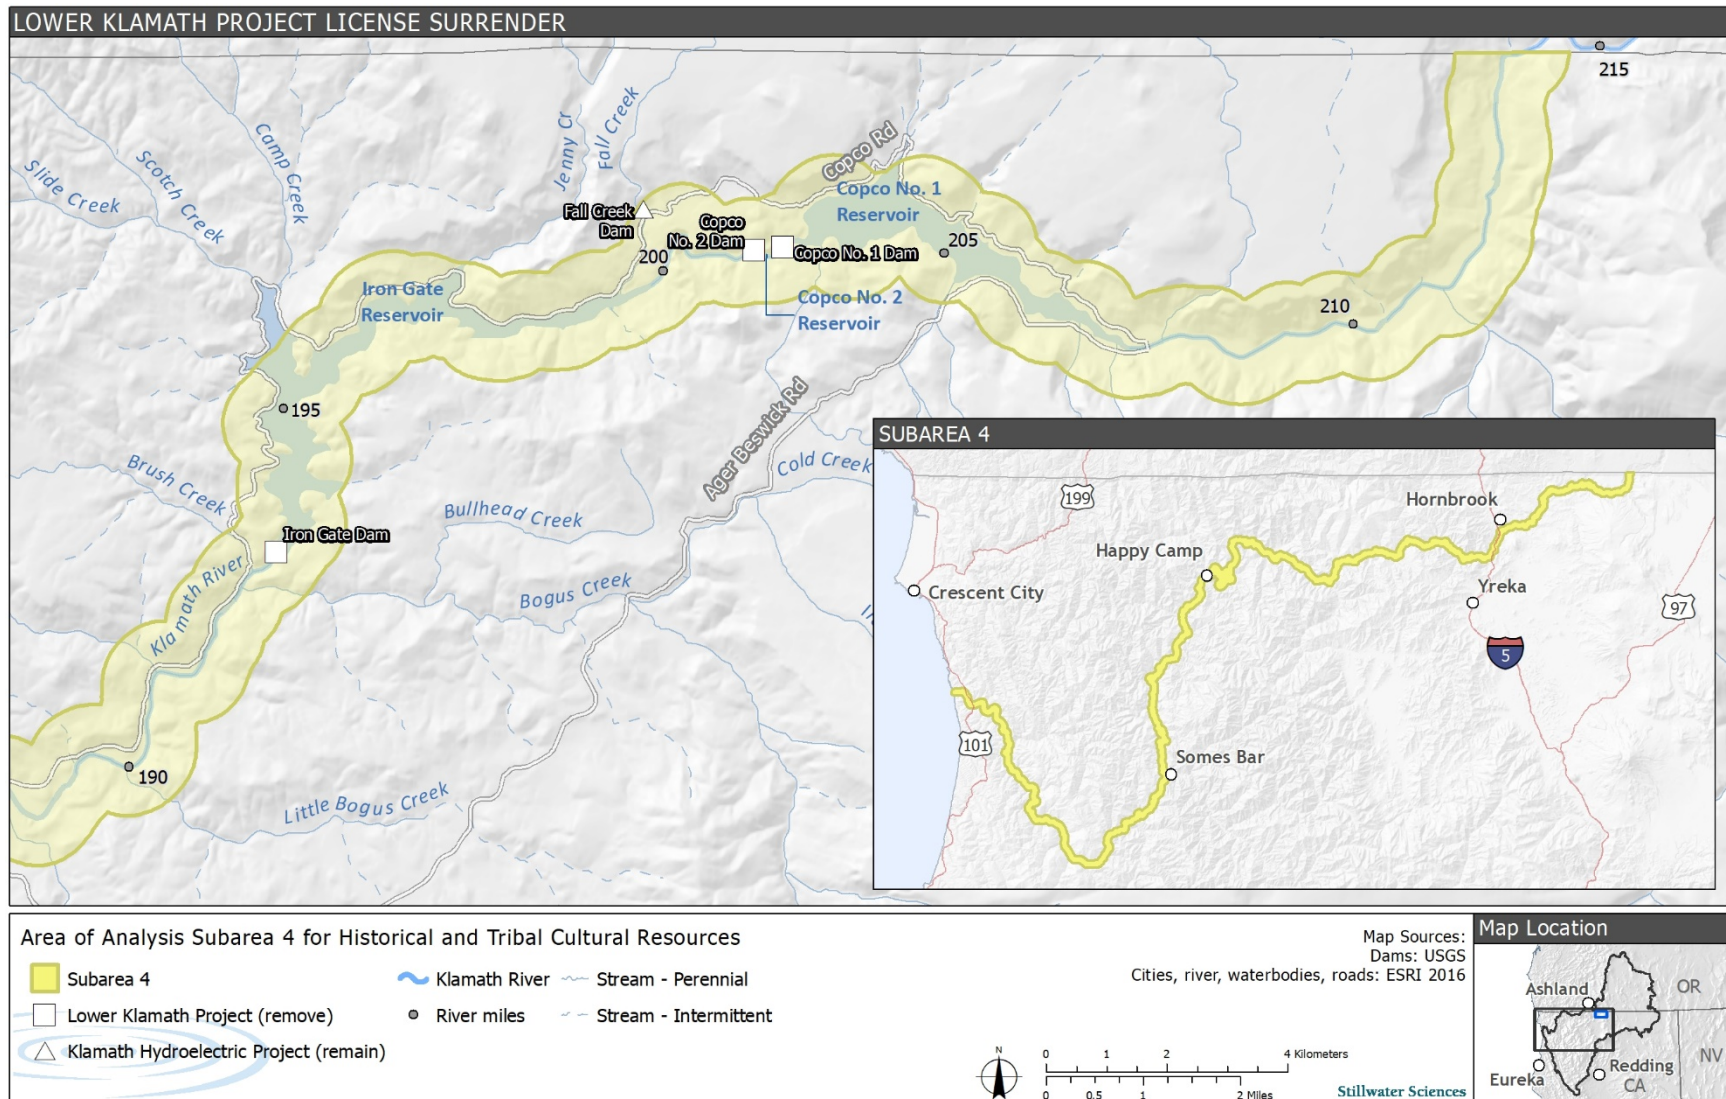 LOWER KLAMATH PROJECT LICENSE SURRENDER
215
Slide Creek
Scotch Creek
Camp Creek
Jenny Cr
Fall Creek
Copco Rd
Fall Creek
Dam
Copco
No. 2 Dam
Copco No. 1
Reservoir
Copco No. 1 Dam
200
205
Copco No. 2
Reservoir
Iron Gate
Reservoir
210
195
Ager Beswick Rd
Cold Creek
Brush Creek
Bullhead Creek
Iron Gate Dam
Klamath River
Bogus Creek
190
Little Bogus Creek
SUBAREA 4
199
Hornbrook
Happy Camp
Crescent City
Yreka
97
5
101
Somes Bar
Area of Analysis Subarea 4 for Historical and Tribal Cultural Resources
Subarea 4
Lower Klamath Project (remove)
Klamath Hydroelectric Project (remain)
Klamath River
River miles
Stream - Perennial
Stream - Intermittent
Map Sources:
Dams: USGS
Cities, river, waterbodies, roads: ESRI 2016
N
0 1 2 4 Kilometers
0 0.5 1 2 Miles
Stillwater Sciences
Map Location
Ashland
OR
NV
Redding
Eureka
CA